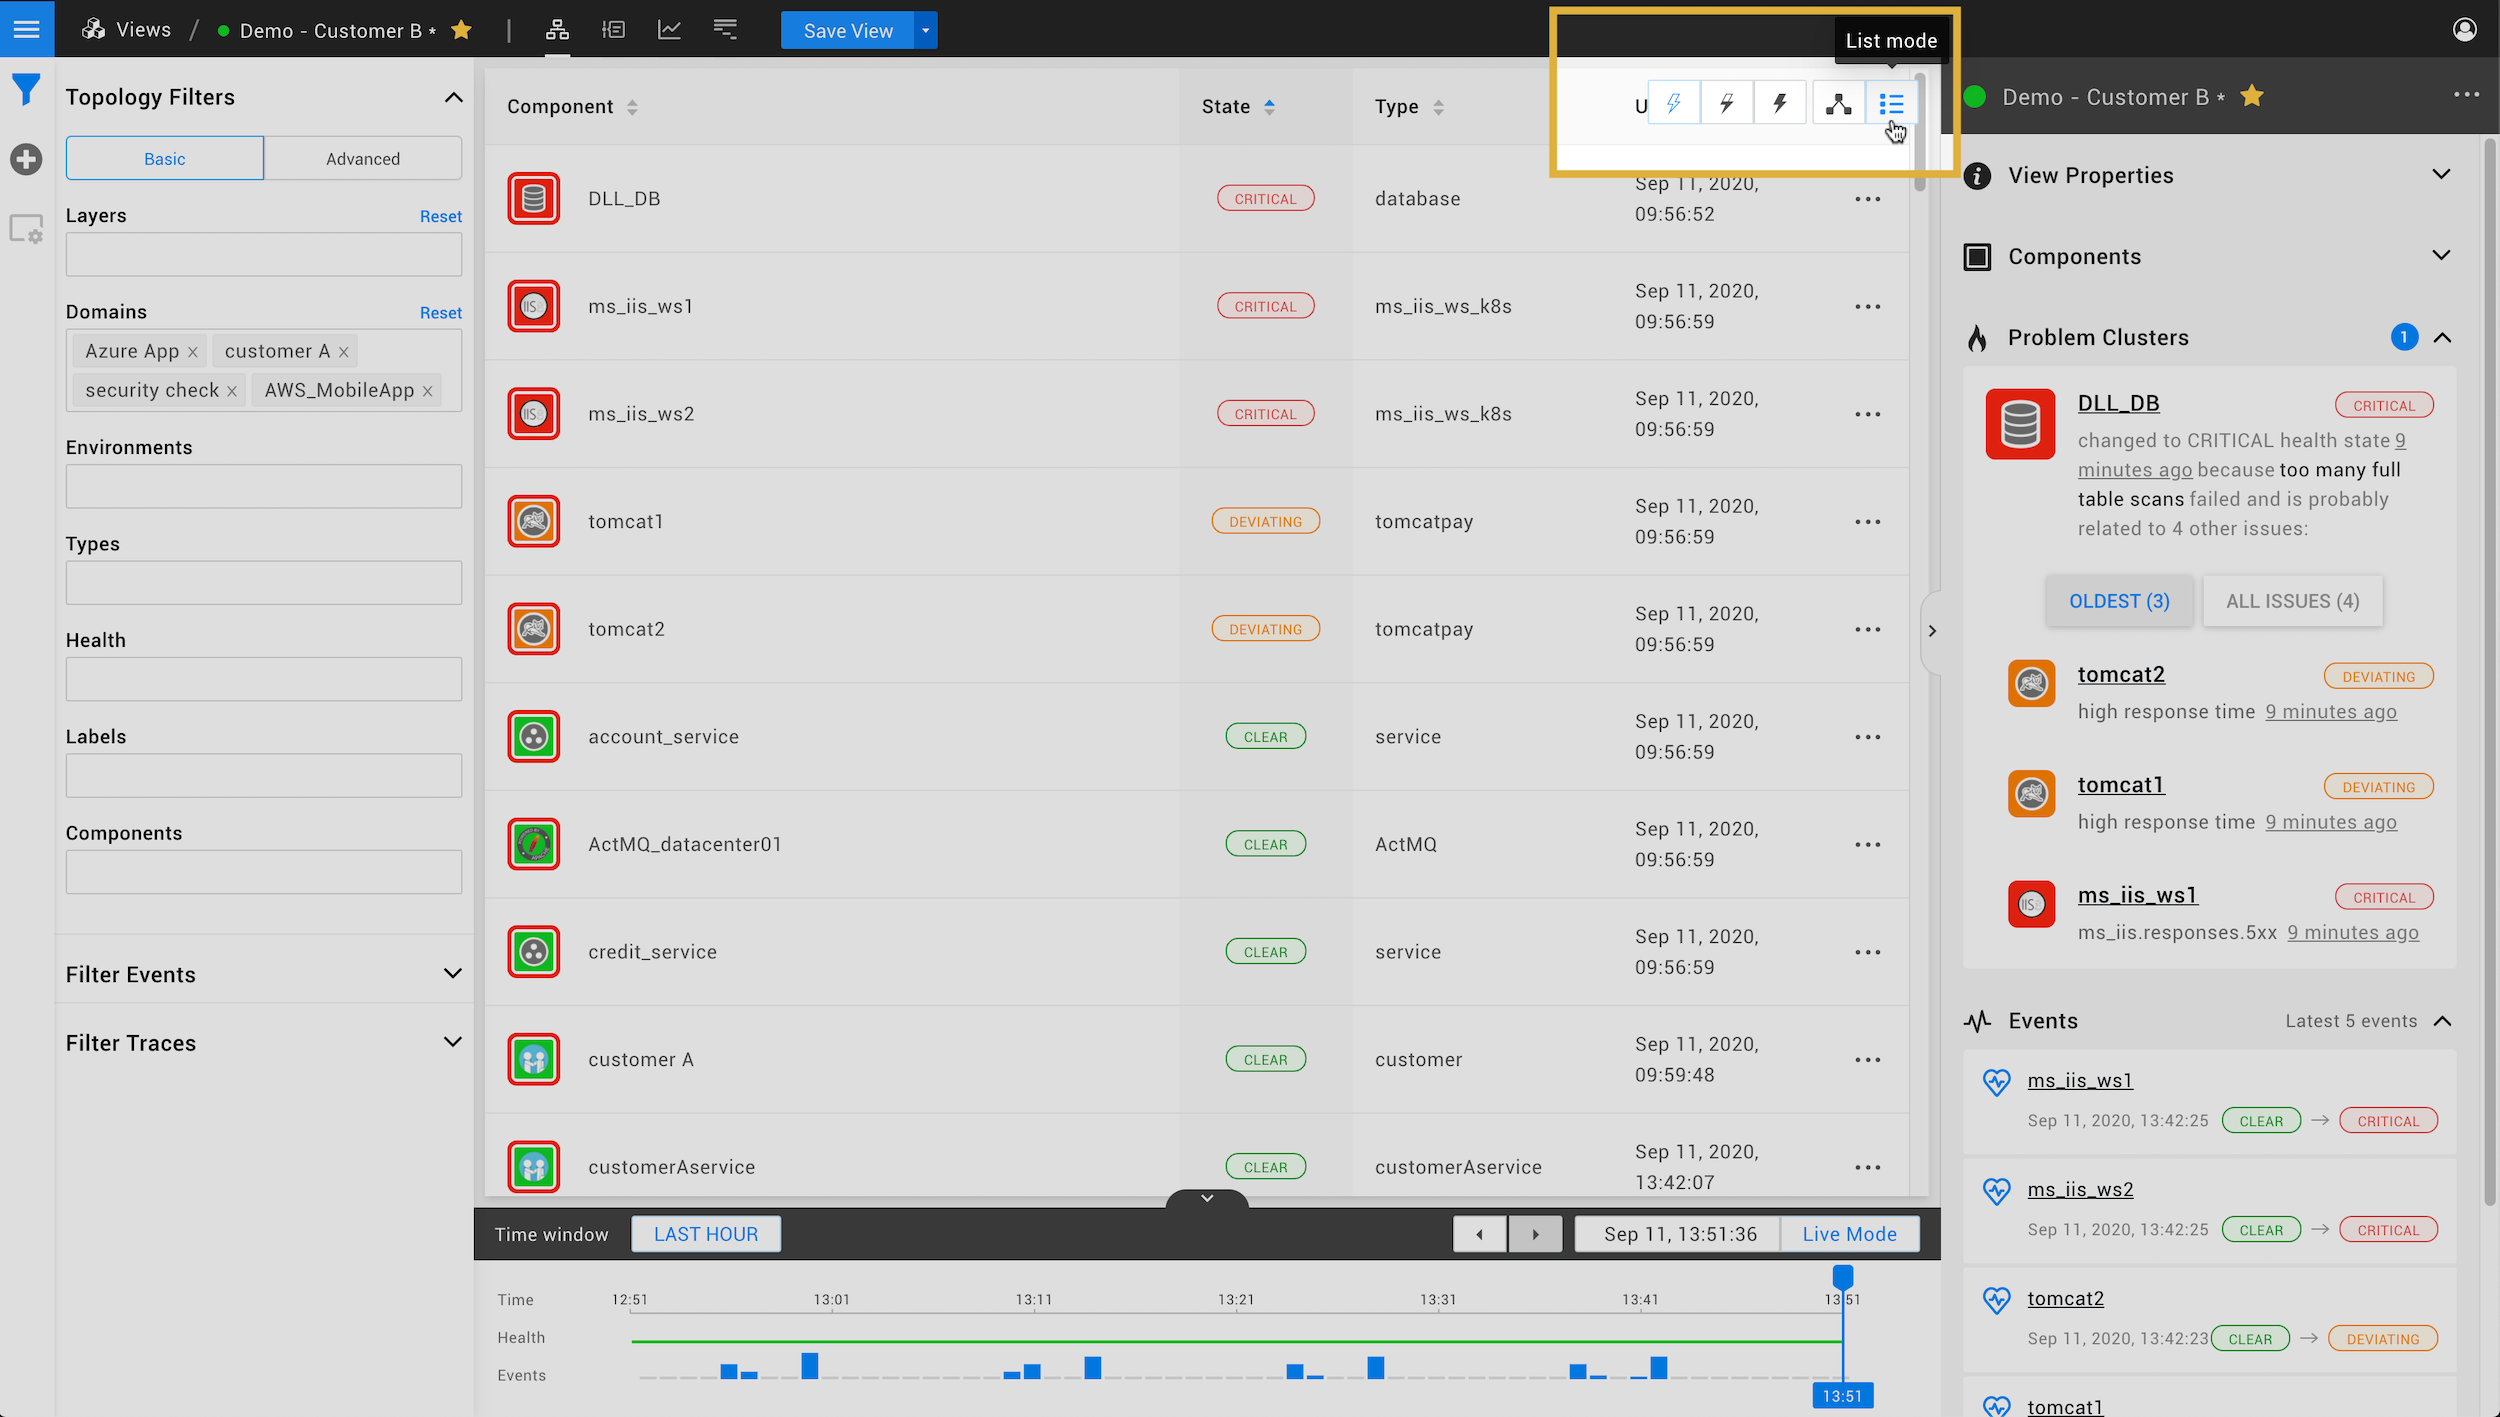 Views / Demo - Customer B *
Save View
List mode
Topology Filters
Basic
Advanced
Layers
Reset
Domains
Reset
Azure App ×
customer A ×
security check ×
AWS_MobileApp ×
Environments
Types
Health
Labels
Components
Filter Events
Filter Traces
Component
State
Type
U
DLL_DB
CRITICAL
database
Sep 11, 2020,
09:56:52
ms_iis_ws1
CRITICAL
ms_iis_ws_k8s
Sep 11, 2020,
09:56:59
ms_iis_ws2
CRITICAL
ms_iis_ws_k8s
Sep 11, 2020,
09:56:59
tomcat1
DEVIATING
tomcatpay
Sep 11, 2020,
09:56:59
tomcat2
DEVIATING
tomcatpay
Sep 11, 2020,
09:56:59
account_service
CLEAR
service
Sep 11, 2020,
09:56:59
ActMQ_datacenter01
CLEAR
ActMQ
Sep 11, 2020,
09:56:59
credit_service
CLEAR
service
Sep 11, 2020,
09:56:59
customer A
CLEAR
customer
Sep 11, 2020,
09:59:48
customerAservice
CLEAR
customerAservice
Sep 11, 2020,
13:42:07
Time window
LAST HOUR
Sep 11, 13:51:36
Live Mode
Time
12:51
13:01
13:11
13:21
13:31
13:41
13:51
Health
Events
13:51
Demo - Customer B *
View Properties
Components
Problem Clusters
1
DLL_DB
CRITICAL
changed to CRITICAL health state 9
minutes ago because too many full
table scans failed and is probably
related to 4 other issues:
OLDEST (3)
ALL ISSUES (4)
tomcat2
DEVIATING
high response time 9 minutes ago
tomcat1
DEVIATING
high response time 9 minutes ago
ms_iis_ws1
CRITICAL
ms_iis.responses.5xx 9 minutes ago
Events
Latest 5 events
ms_iis_ws1
Sep 11, 2020, 13:42:25 CLEAR → CRITICAL
ms_iis_ws2
Sep 11, 2020, 13:42:25 CLEAR → CRITICAL
tomcat2
Sep 11, 2020, 13:42:23 CLEAR → DEVIATING
tomcat1